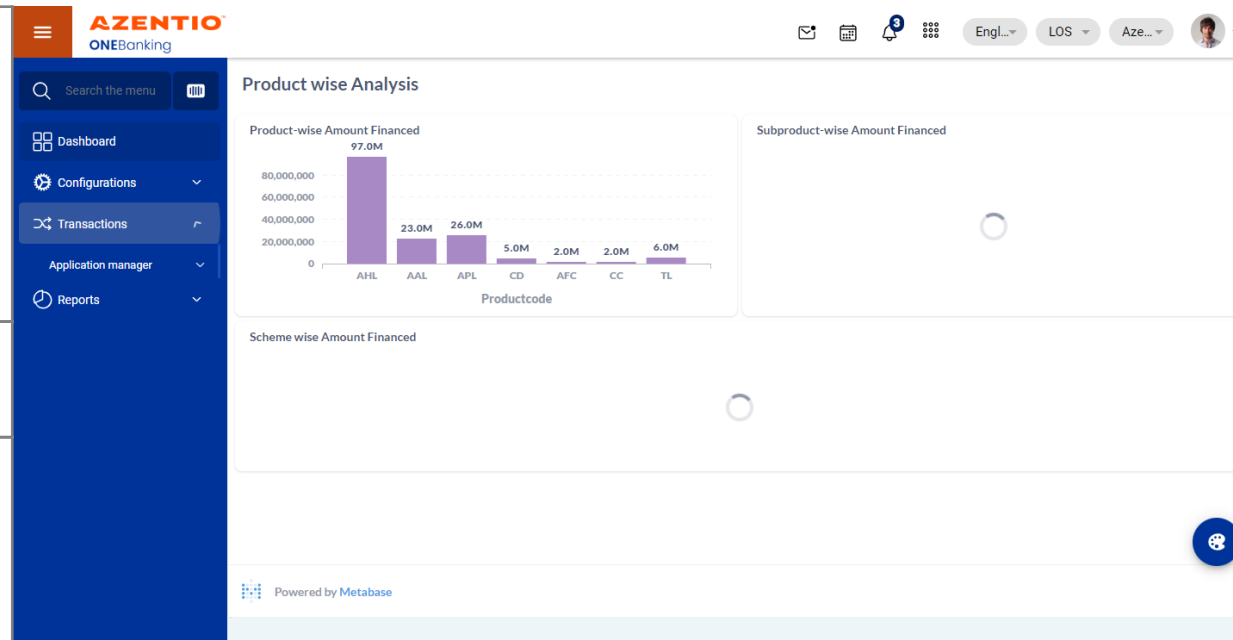 AZENTIO
ONEBanking
3
Engl...
LOS
Aze...
Search the menu
Dashboard
Configurations
Transactions
Application manager
Reports
Product wise Analysis
Product-wise Amount Financed
97.0M
80,000,000
60,000,000
40,000,000
20,000,000
0
23.0M
26.0M
5.0M
2.0M
2.0M
6.0M
AHL
AAL
APL
CD
AFC
CC
TL
Productcode
Subproduct-wise Amount Financed
Scheme wise Amount Financed
Powered by Metabase